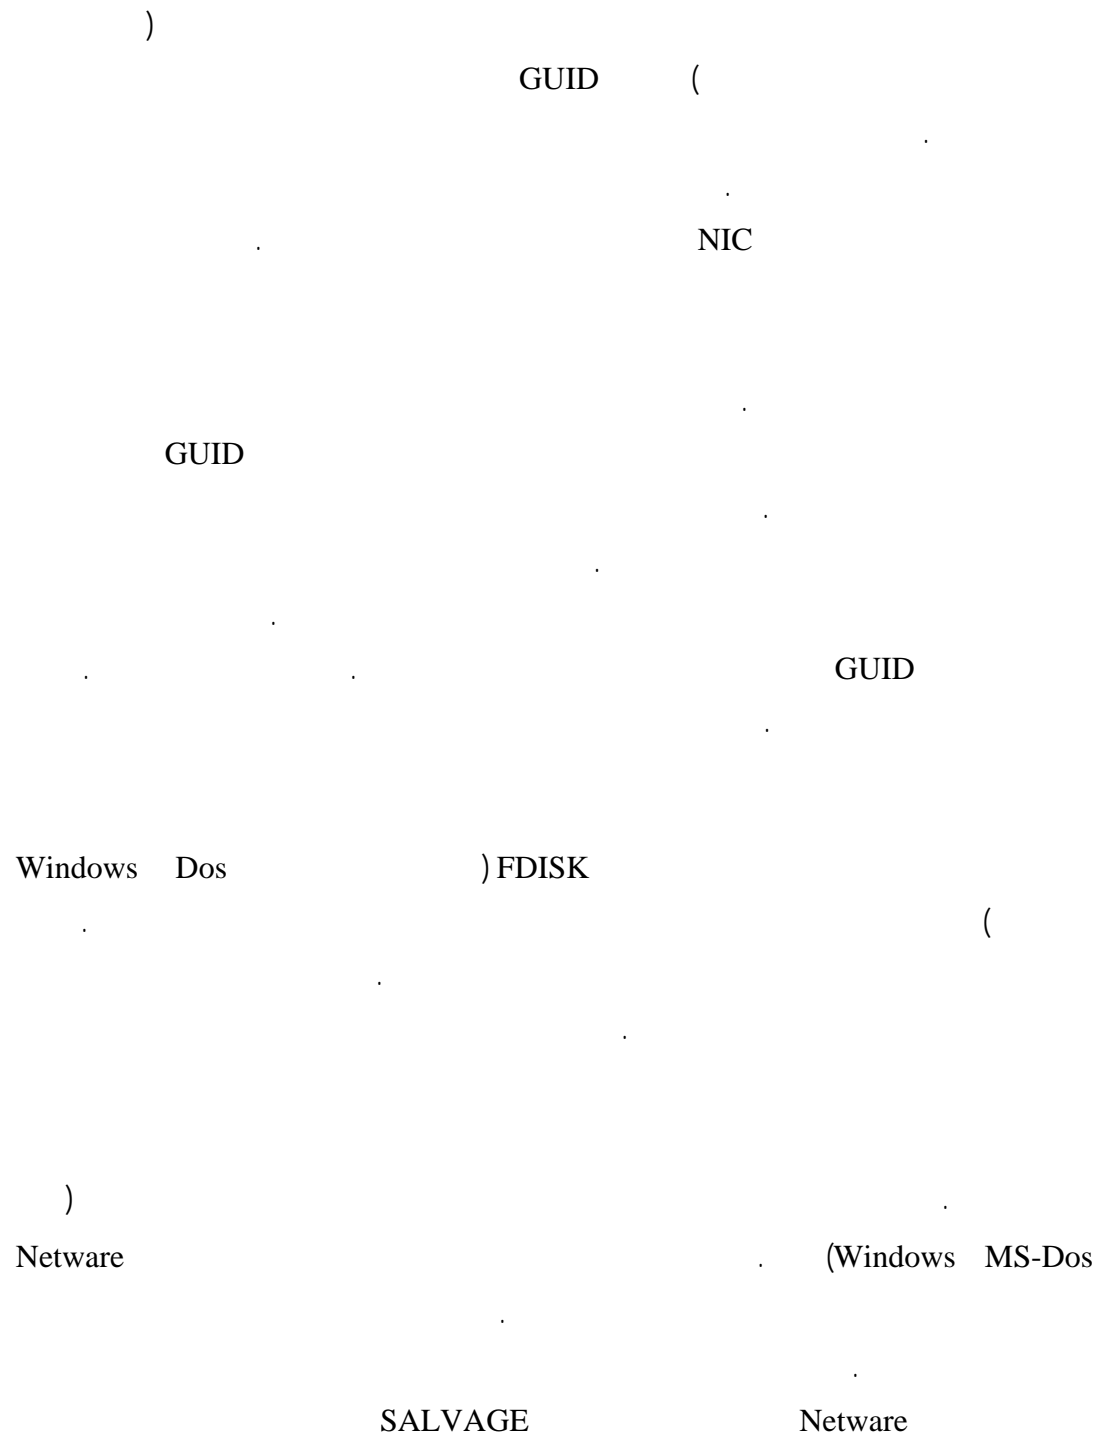 )
GUID (
.
.
NIC .
.
GUID
.
.
.
GUID . .
.
Windows Dos ) FDISK
( .
.
.
. )
Netware . (Windows MS-Dos
.
.
SALVAGE Netware